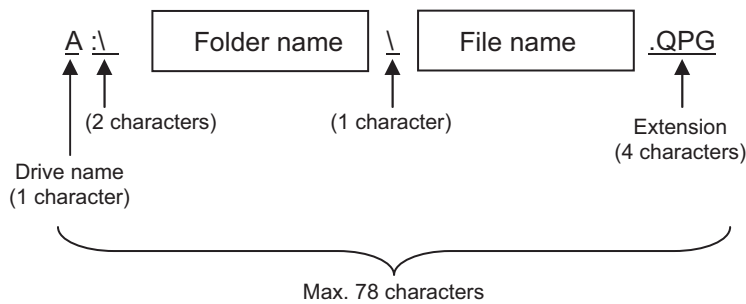 A :\ Folder name \ File name .QPG
(2 characters) (1 character)
Extension
(4 characters)
Drive name
(1 character)
Max. 78 characters